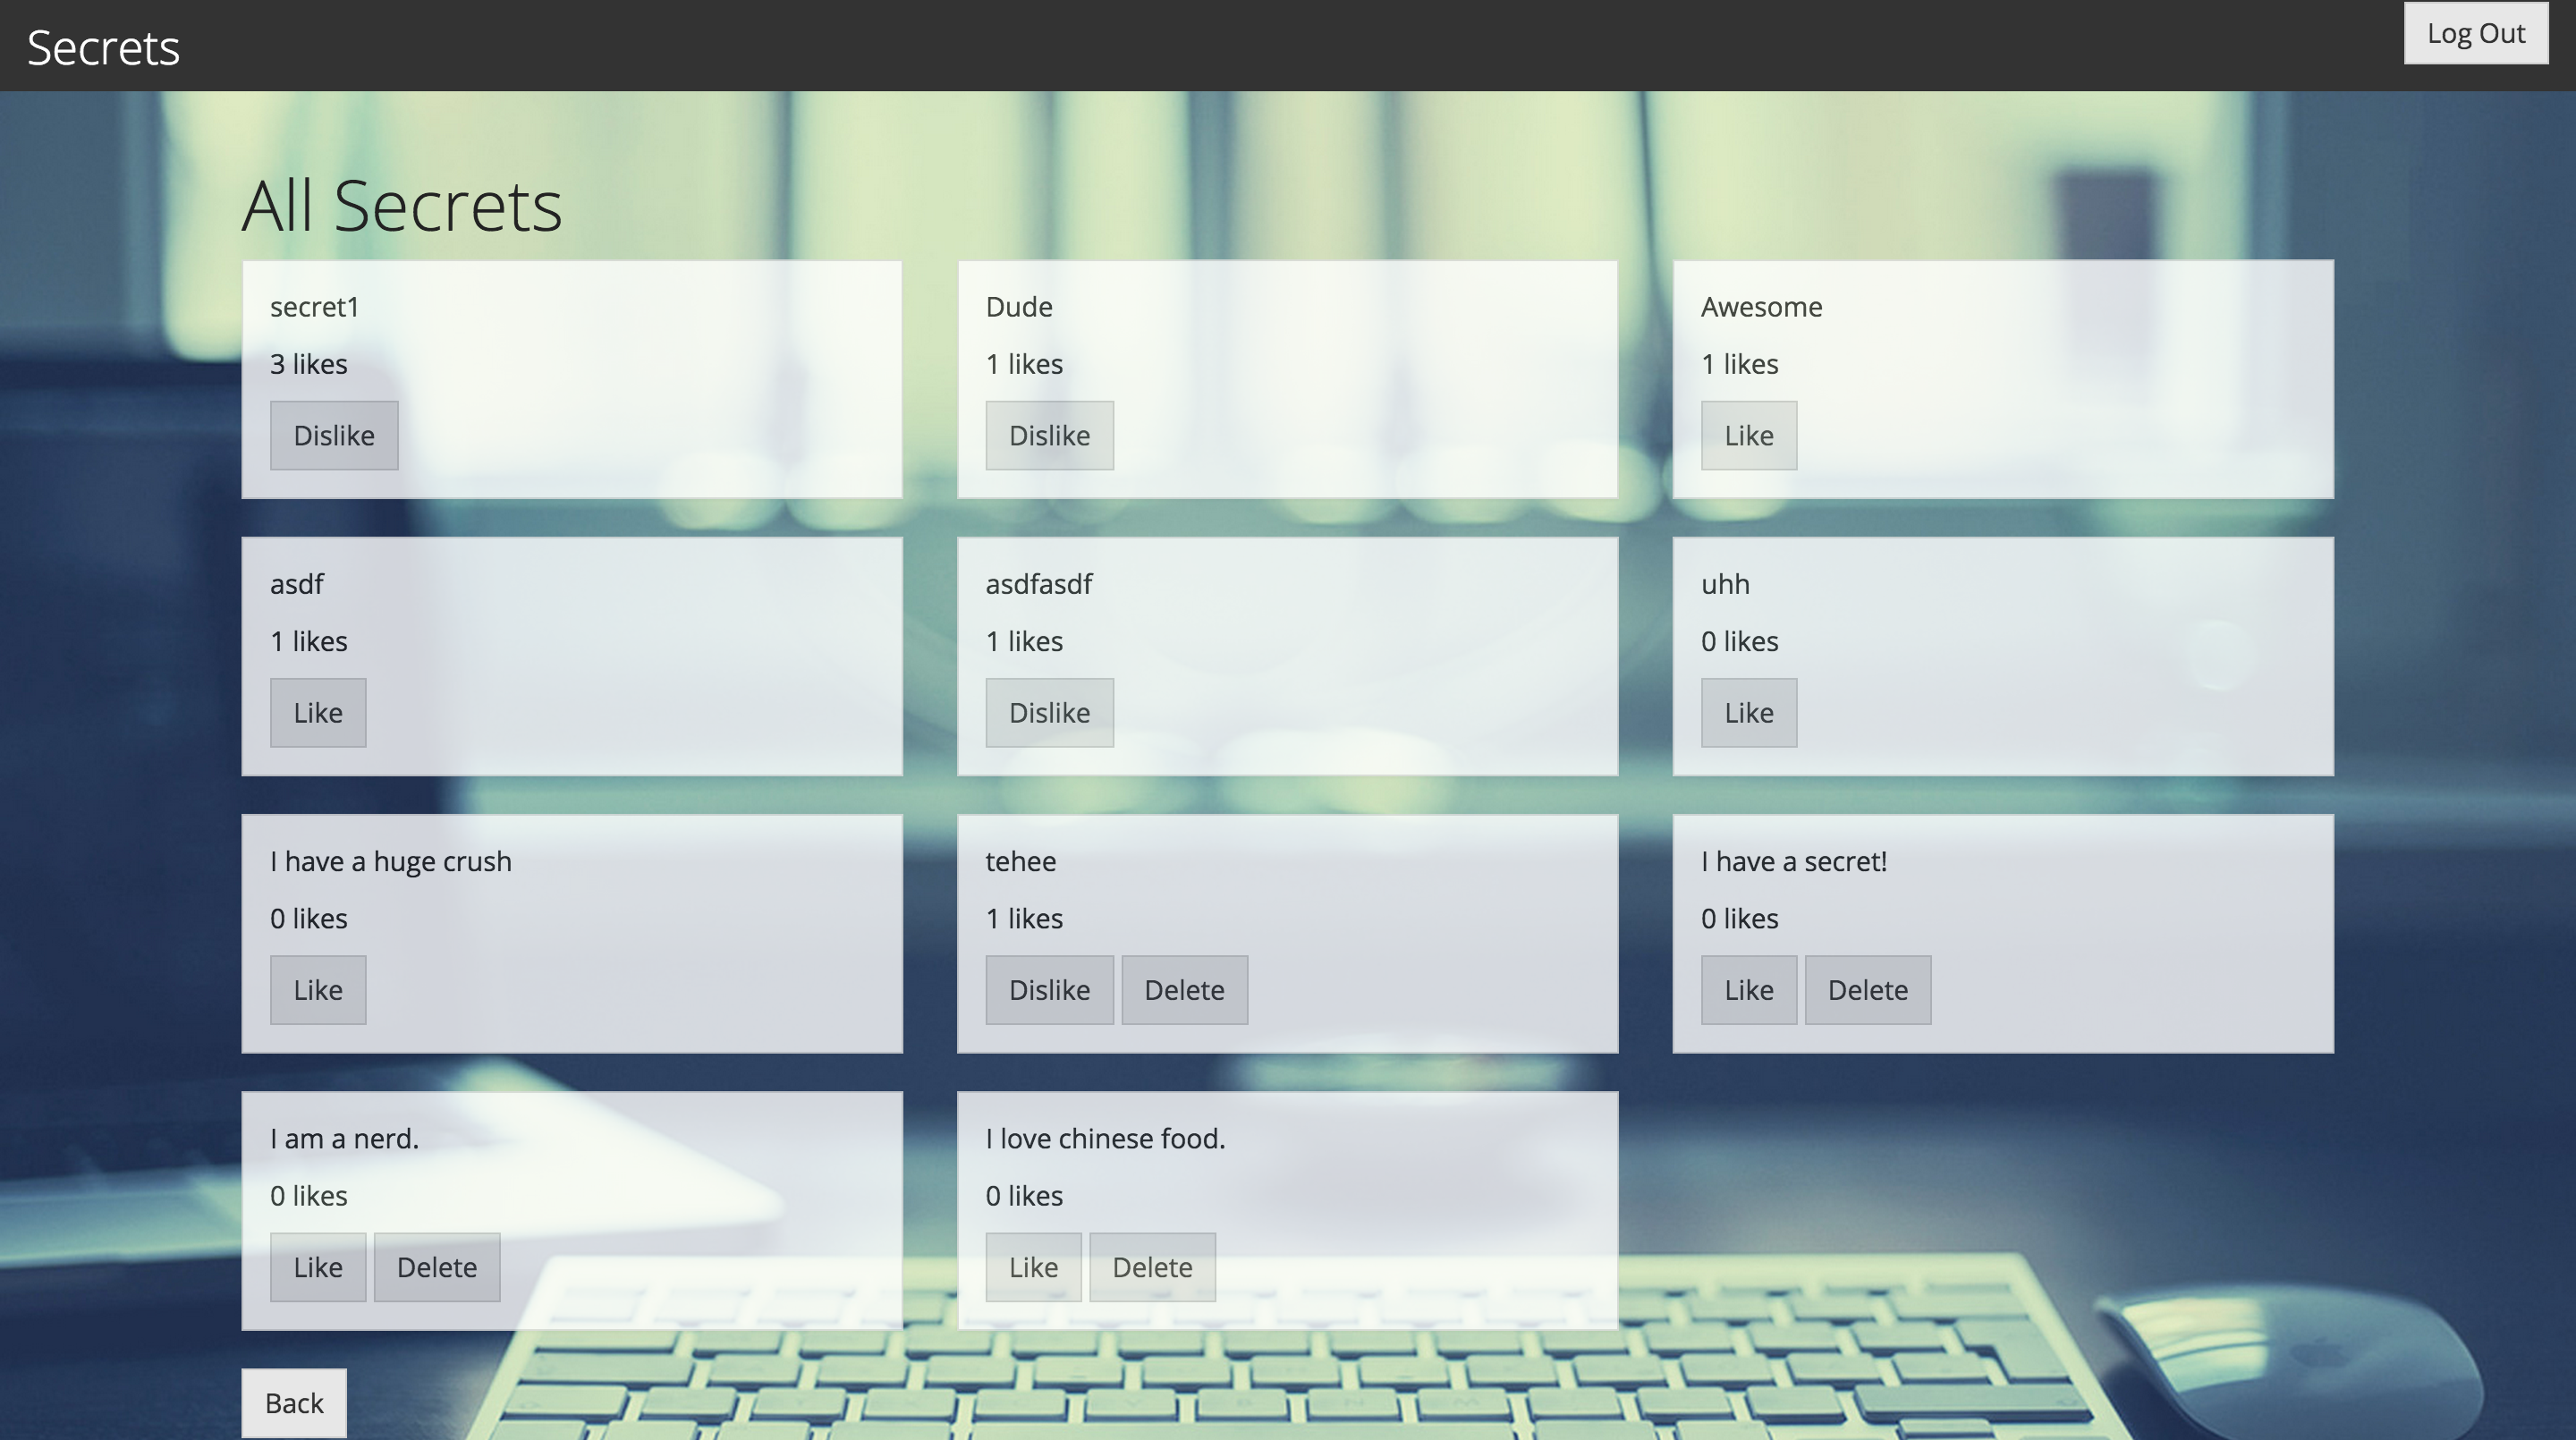 Secrets
Log Out
All Secrets
secret1
3 likes
Dislike
Dude
1 likes
Dislike
Awesome
1 likes
Like
asdf
1 likes
Like
asdfasdf
1 likes
Dislike
uhh
0 likes
Like
I have a huge crush
0 likes
Like
tehee
1 likes
Dislike Delete
I have a secret!
0 likes
Like Delete
I am a nerd.
0 likes
Like Delete
I love chinese food.
0 likes
Like Delete
Back